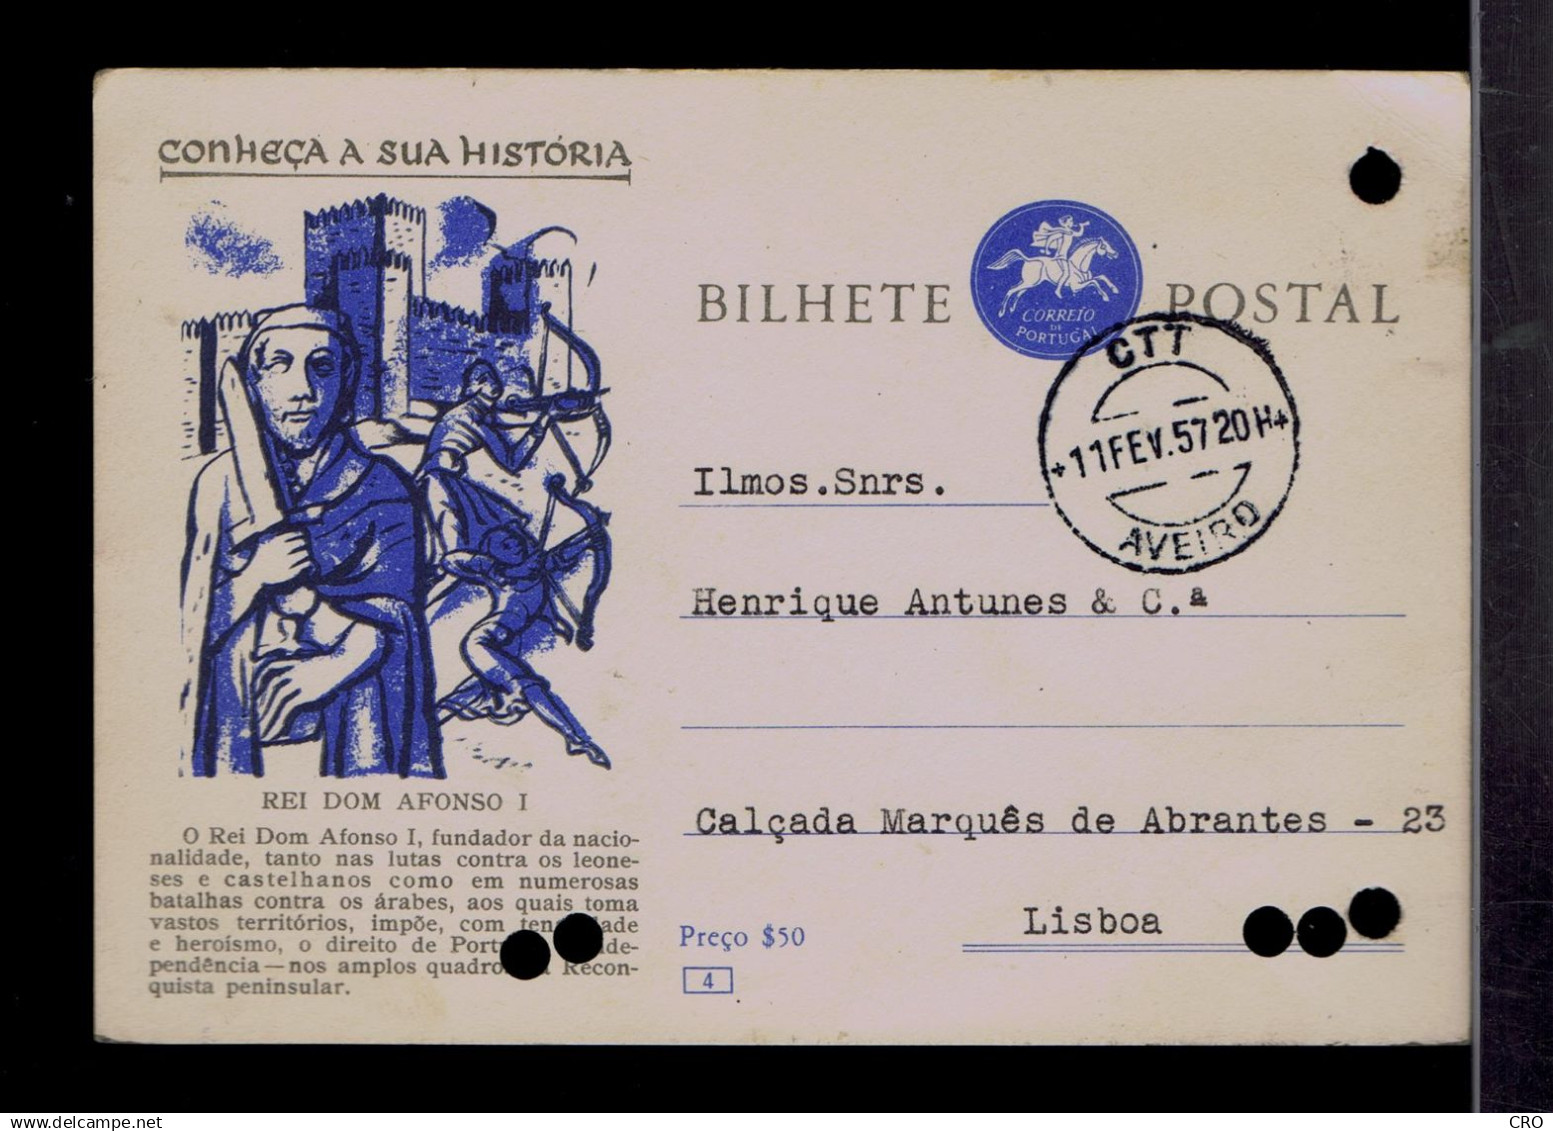 CONHEÇA A SUA HISTÓRIA
REI DOM AFONSO I
O Rei Dom Afonso I, fundador da nacio-
nalidade, tanto nas lutas contra os leone-
ses e castelhanos como em numerosas
batalhas contra os árabes, aos quais toma
vastos territórios, impõe, com
e heroísmo, o direito de
pendência — nos amplos Recon-
quista peninsular.
BILHETE POSTAL
CORREIO
DE
PORTUGAL
CTT
+11 FEV. 57 20 H+
AVEIRO
Ilmos.Snrs.
Henrique Antunes & C.ª
Calçada Marquês de Abrantes - 23
Lisboa
Preço $50
4
CRO